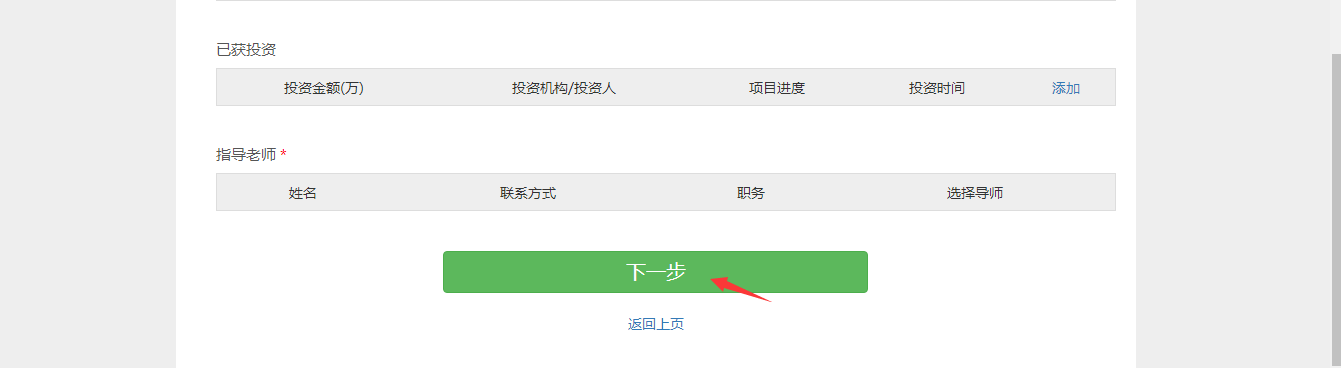 已获投资
投资金额(万) 投资机构/投资人 项目进度 投资时间 添加
指导老师 *
姓名 联系方式 职务 选择导师
下一步
返回上页